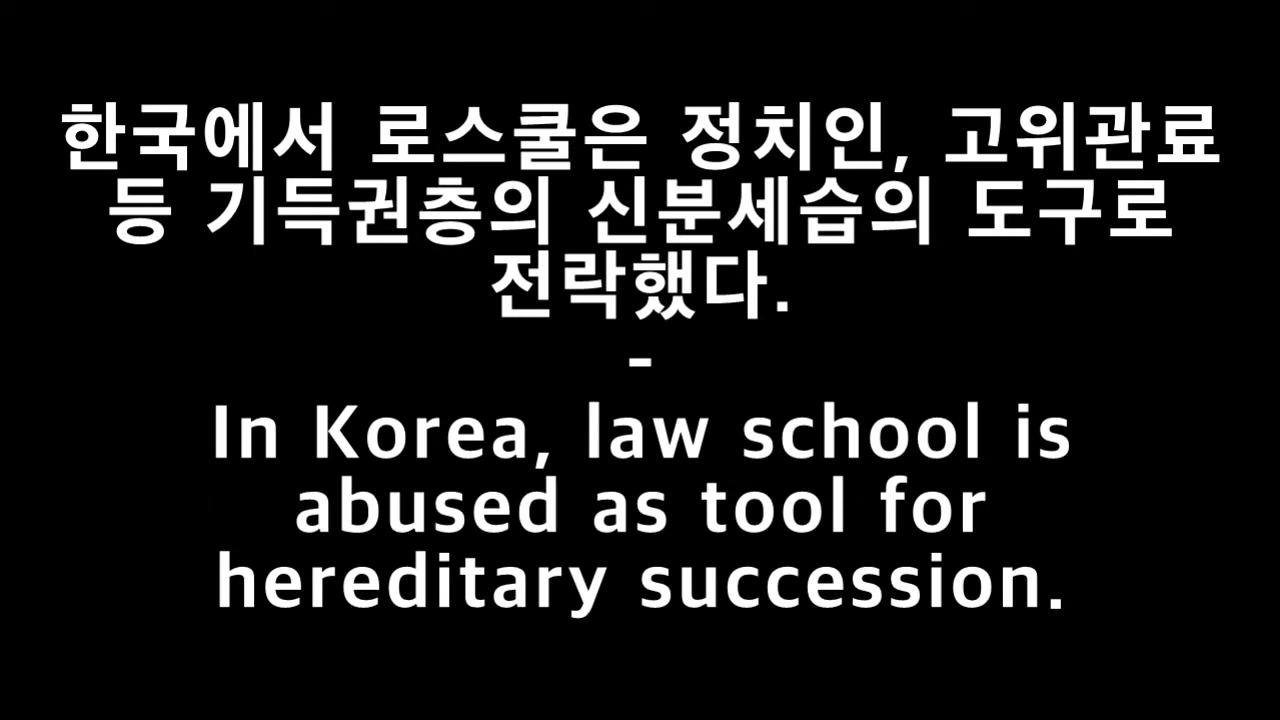 한국에서 로스쿨은 정치인, 고위관료
등 기득권층의 신분세습의 도구로
전락했다.
-
In Korea, law school is
abused as tool for
hereditary succession.